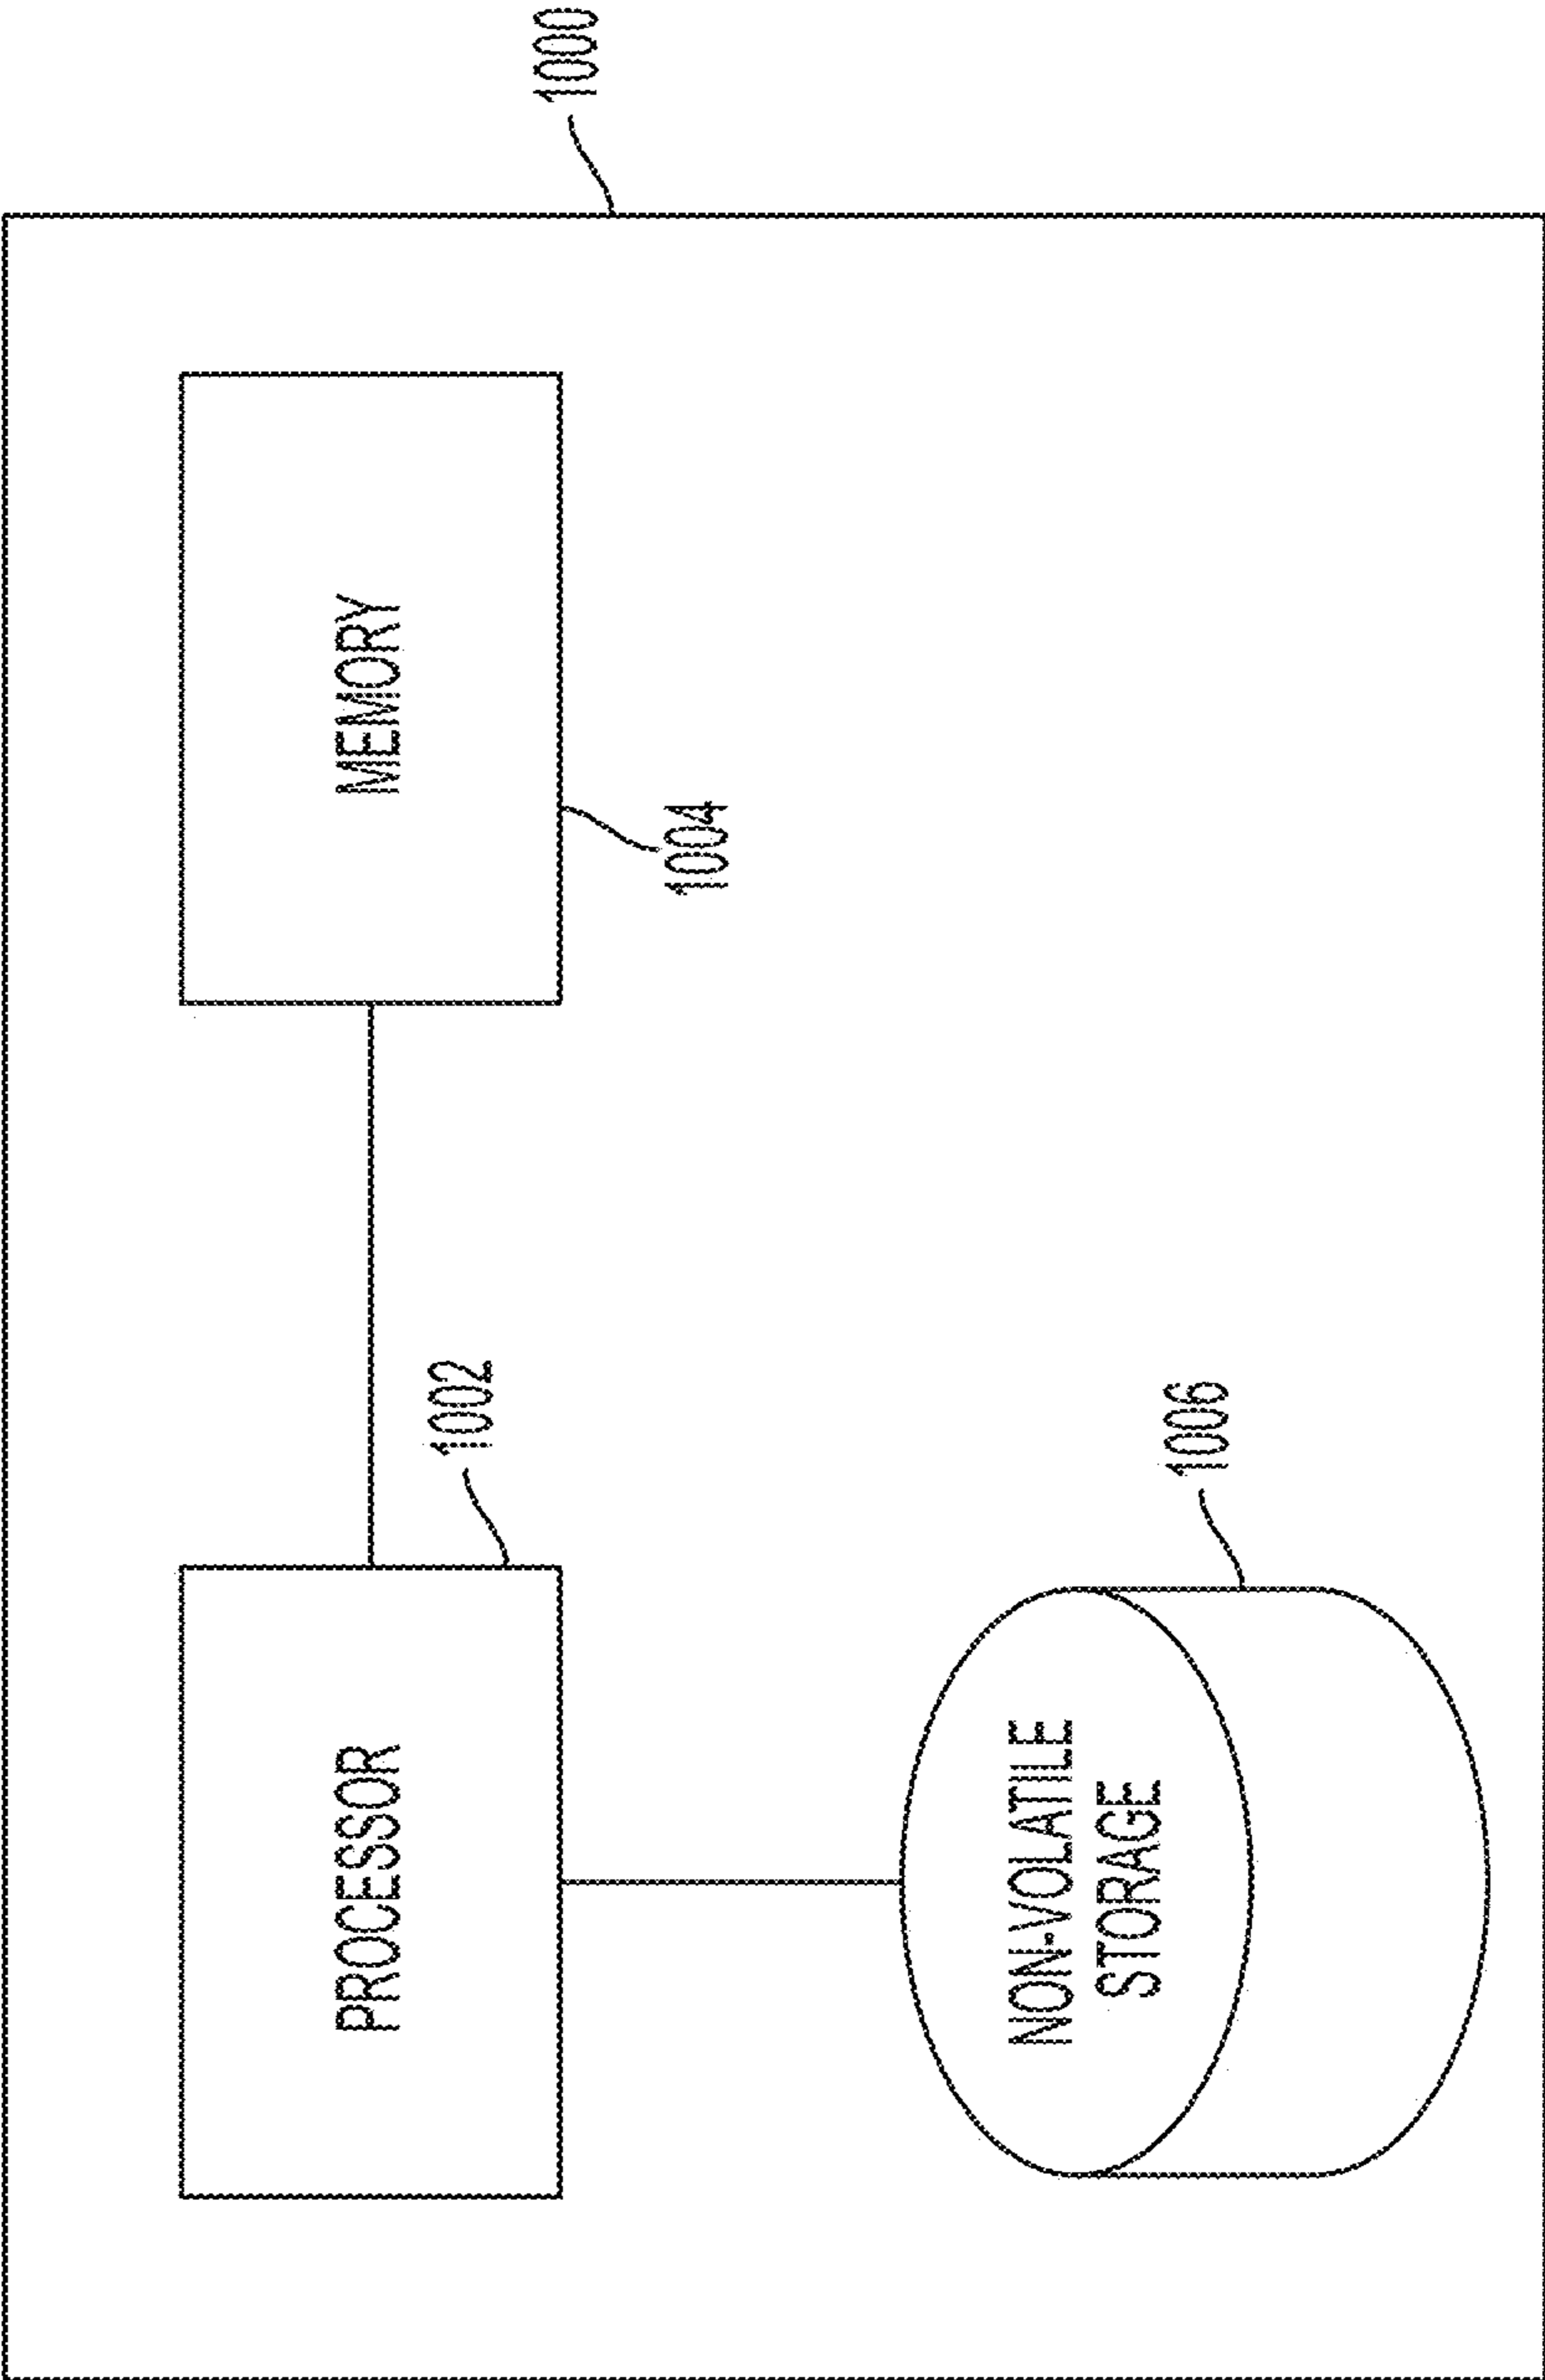 1000
PROCESSOR
MEMORY
1002
1004
NON-VOLATILE
STORAGE
1006